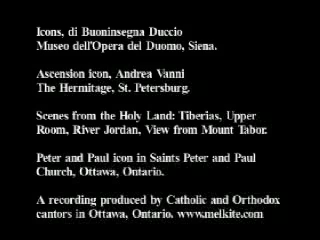 Icons, di Buoninsegna Duccio
Museo dell'Opera del Duomo, Siena.
Ascension icon, Andrea Vanni
The Hermitage, St. Petersburg.
Scenes from the Holy Land: Tiberias, Upper
Room, River Jordan, View from Mount Tabor.
Peter and Paul icon in Saints Peter and Paul
Church, Ottawa, Ontario.
A recording produced by Catholic and Orthodox
cantors in Ottawa, Ontario. www.melkite.com